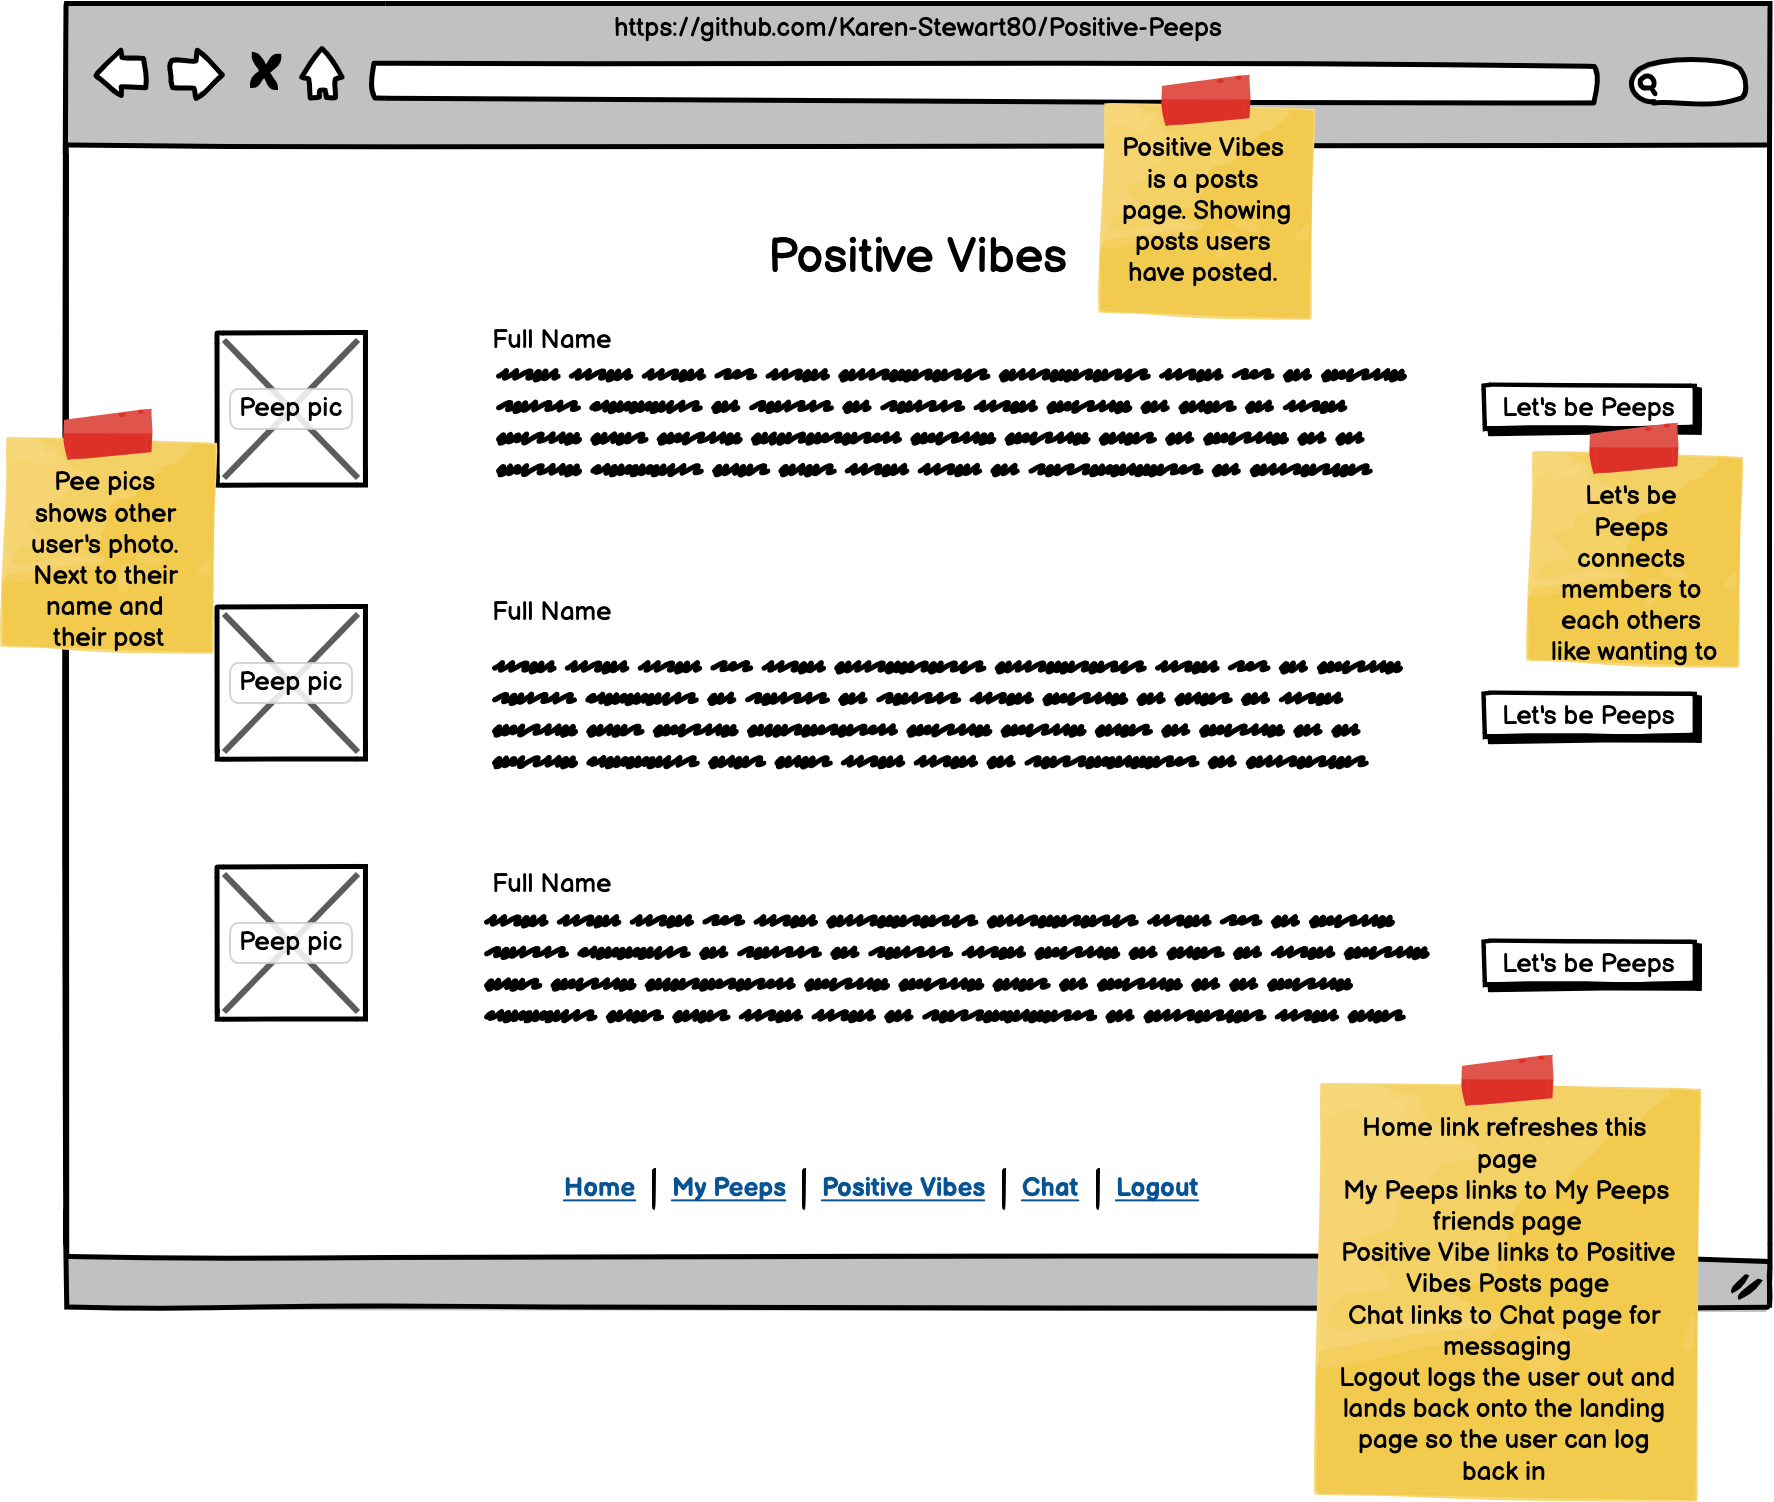 https://github.com/Karen-Stewart80/Positive-Peeps
Positive Vibes
is a posts
page. Showing
posts users
have posted.
Positive Vibes
Full Name
Peep pic
Let's be Peeps
Pee pics
shows other
user's photo.
Next to their
name and
their post
Let's be
Peeps
connects
members to
each others
like wanting to
Full Name
Peep pic
Let's be Peeps
Full Name
Peep pic
Let's be Peeps
Home | My Peeps | Positive Vibes | Chat | Logout
Home link refreshes this
page
My Peeps links to My Peeps
friends page
Positive Vibe links to Positive
Vibes Posts page
Chat links to Chat page for
messaging
Logout logs the user out and
lands back onto the landing
page so the user can log
back in